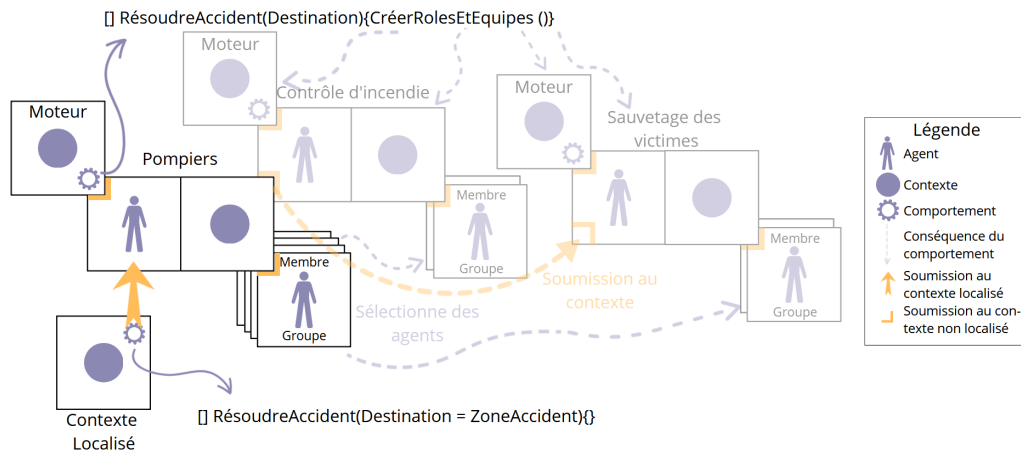 [] RésoudreAccident(Destination){CréerRolesEtEquipes ()}
Moteur
Contrôle d'incendie
Moteur
Sauvetage des
victimes
Moteur
Pompiers
Membre
Groupe
Membre
Groupe
Membre
Groupe
Sélectionne des
agents
Soumission au
contexte
Contexte
Localisé
[] RésoudreAccident(Destination = ZoneAccident){}
Légende
Agent
Contexte
Comportement
Conséquence du
comportement
Soumission au
contexte localisé
Soumission au con-
texte non localisé